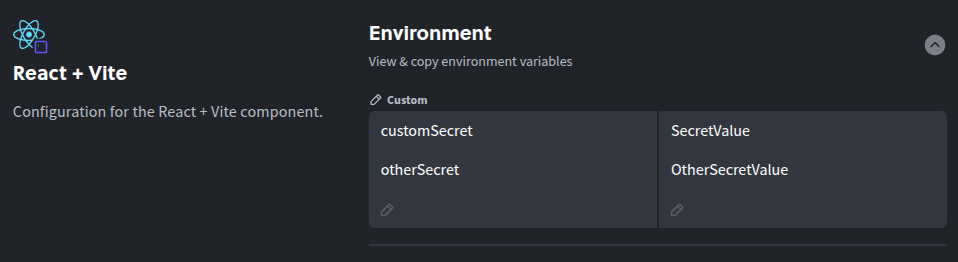 React + Vite
Configuration for the React + Vite component.
Environment
View & copy environment variables
Custom
customSecret
SecretValue
otherSecret
OtherSecretValue